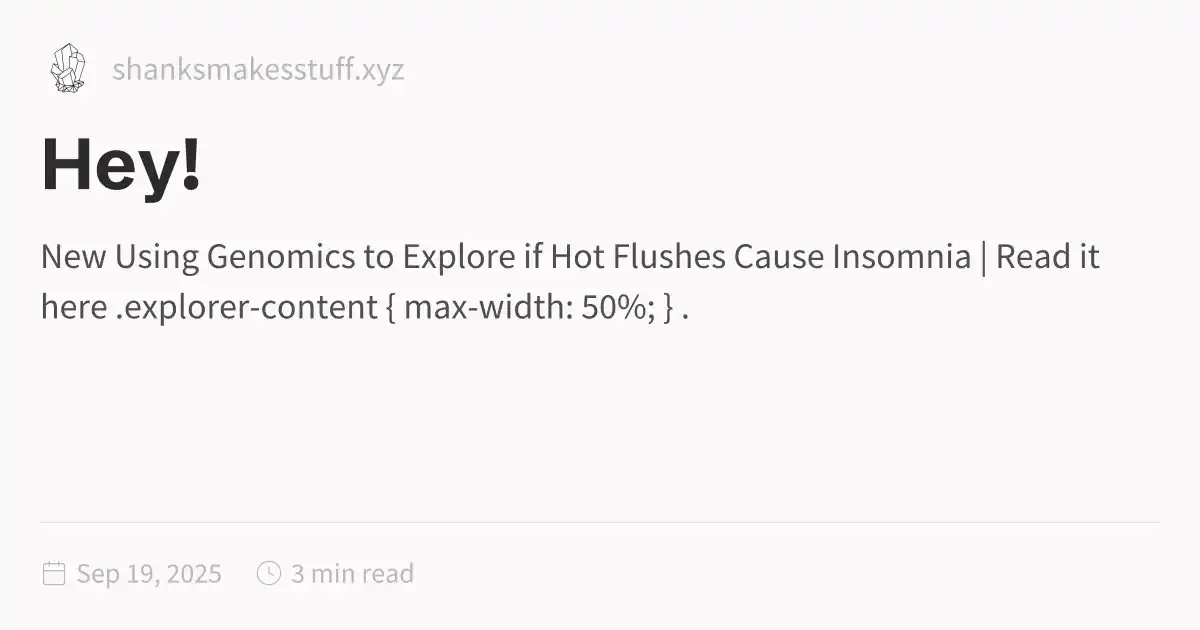 shanksmakesstuff.xyz
Hey!
New Using Genomics to Explore if Hot Flushes Cause Insomnia | Read it
here .explorer-content { max-width: 50%; } .
Sep 19, 2025 3 min read